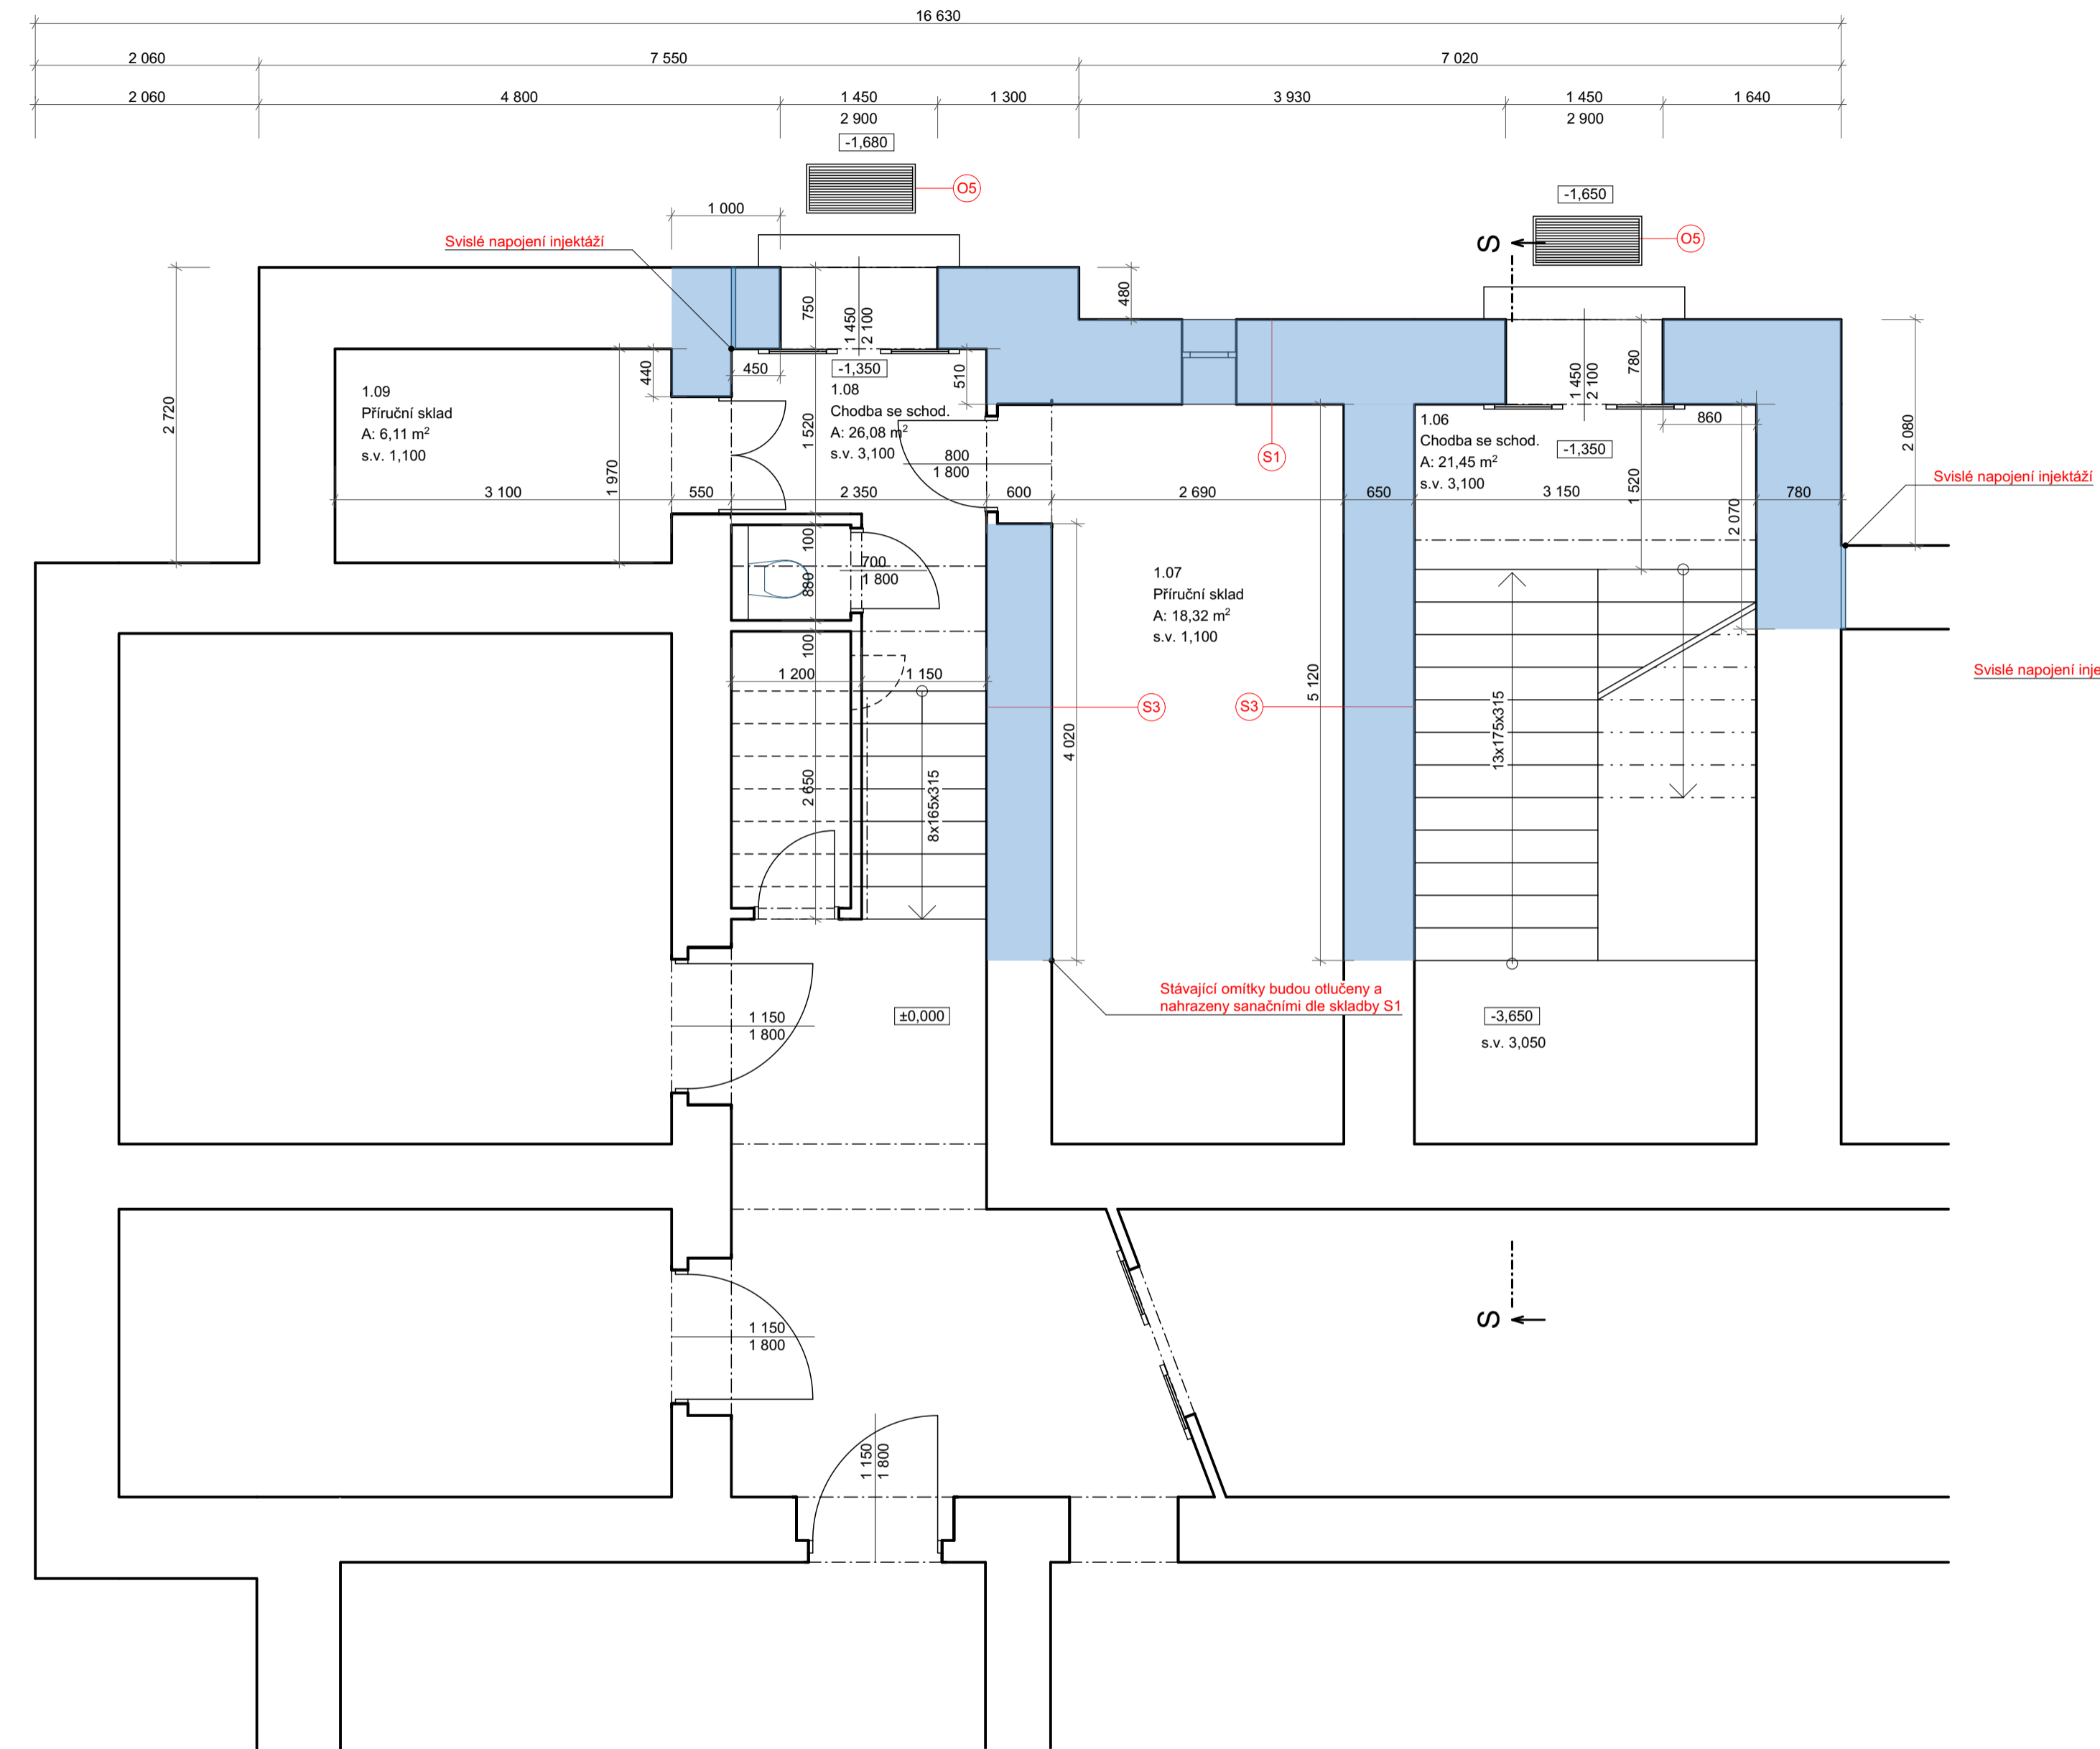 16 630
2 060
7 550
7 020
2 060
4 800
1 450
2 900
1 300
3 930
1 450
2 900
1 640
-1,680
O5
-1,650
O5
S
1 000
Svislé napojení injektáží
2 720
750
1 450
2 100
480
780
1 450
2 100
2 080
440
450
-1,350
510
1.09
Příruční sklad
A: 6,11 m²
s.v. 1,100
1.08
Chodba se schod.
A: 26,08 m²
s.v. 3,100
1 520
800
1 800
S1
1.06
Chodba se schod.
A: 21,45 m²
s.v. 3,100
-1,350
860
1 520
2 070
Svislé napojení injektáží
3 100
1 970
550
2 350
600
2 690
650
3 150
780
100
880
700
1 800
100
1.07
Příruční sklad
A: 18,32 m²
s.v. 1,100
1 200
1 150
Svislé napojení inje
S3
S3
5 120
4 020
13x175x315
2 650
8x165x315
Stávající omítky budou otlučeny a
nahrazeny sanačními dle skladby S1
±0,000
1 150
1 800
-3,650
s.v. 3,050
1 150
1 800
S
1 150
1 800